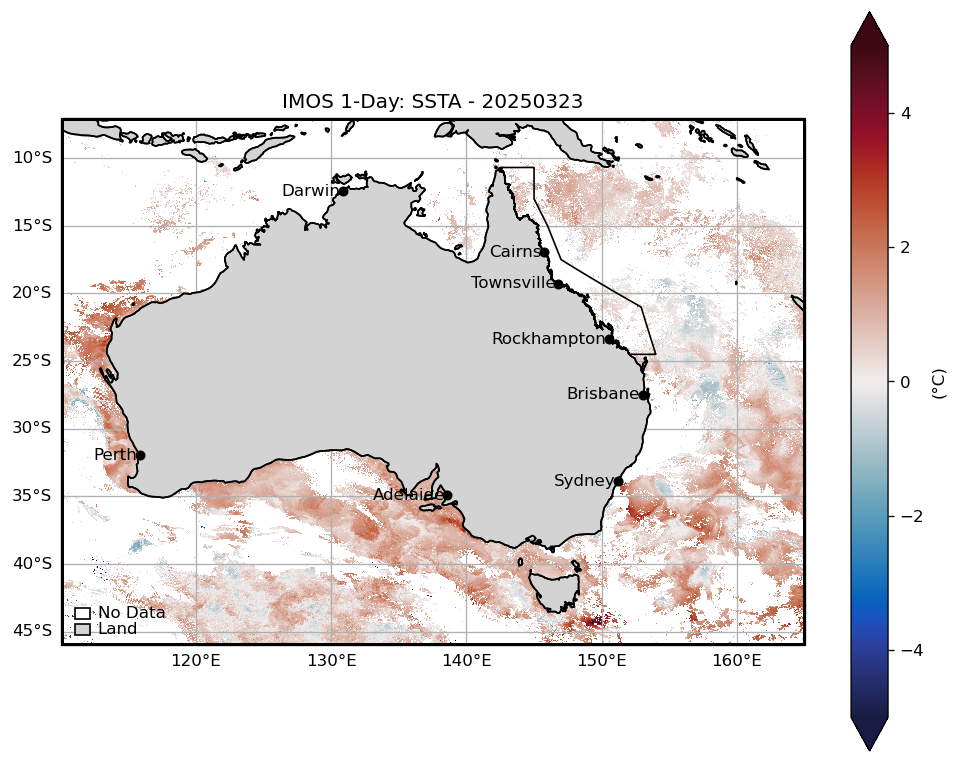 IMOS 1-Day: SSTA - 20250323
10°S
15°S
20°S
25°S
30°S
35°S
40°S
45°S
Darwin
Cairns
Townsville
Rockhampton
Brisbane
Perth
Sydney
Adelaide
No Data
Land
120°E
130°E
140°E
150°E
160°E
4
2
0
−2
−4
(°C)